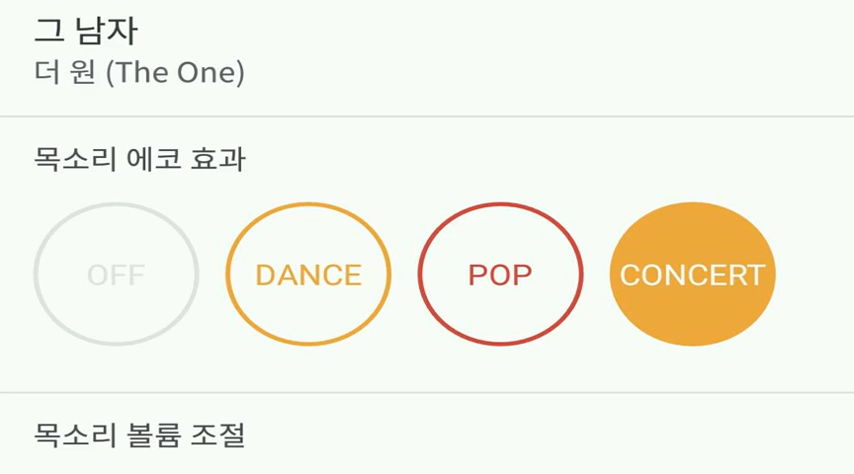 그 남자
더 원 (The One)
목소리 에코 효과
OFF DANCE POP CONCERT
목소리 볼륨 조절